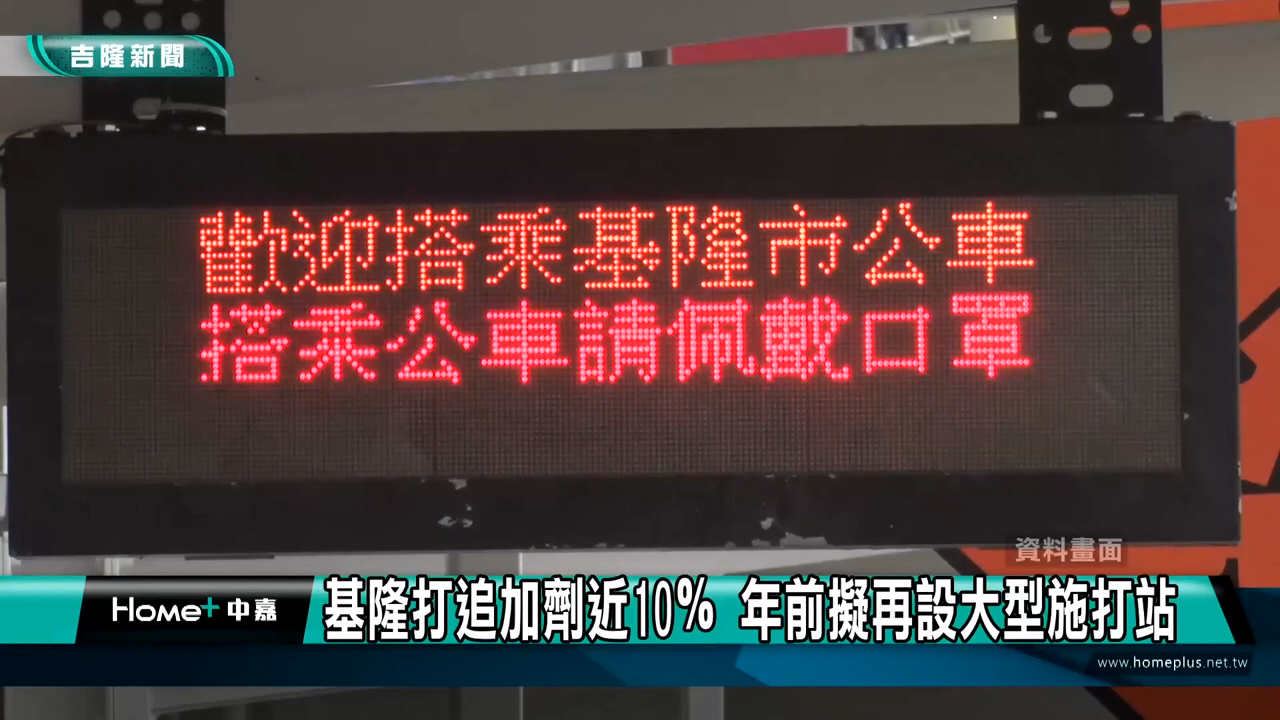 吉隆新聞
歡迎搭乘基隆市公車
搭乘公車請佩戴口罩
資料畫面
Home+中嘉
基隆打追加劑近10% 年前擬再設大型施打站
www.homeplus.net.tw